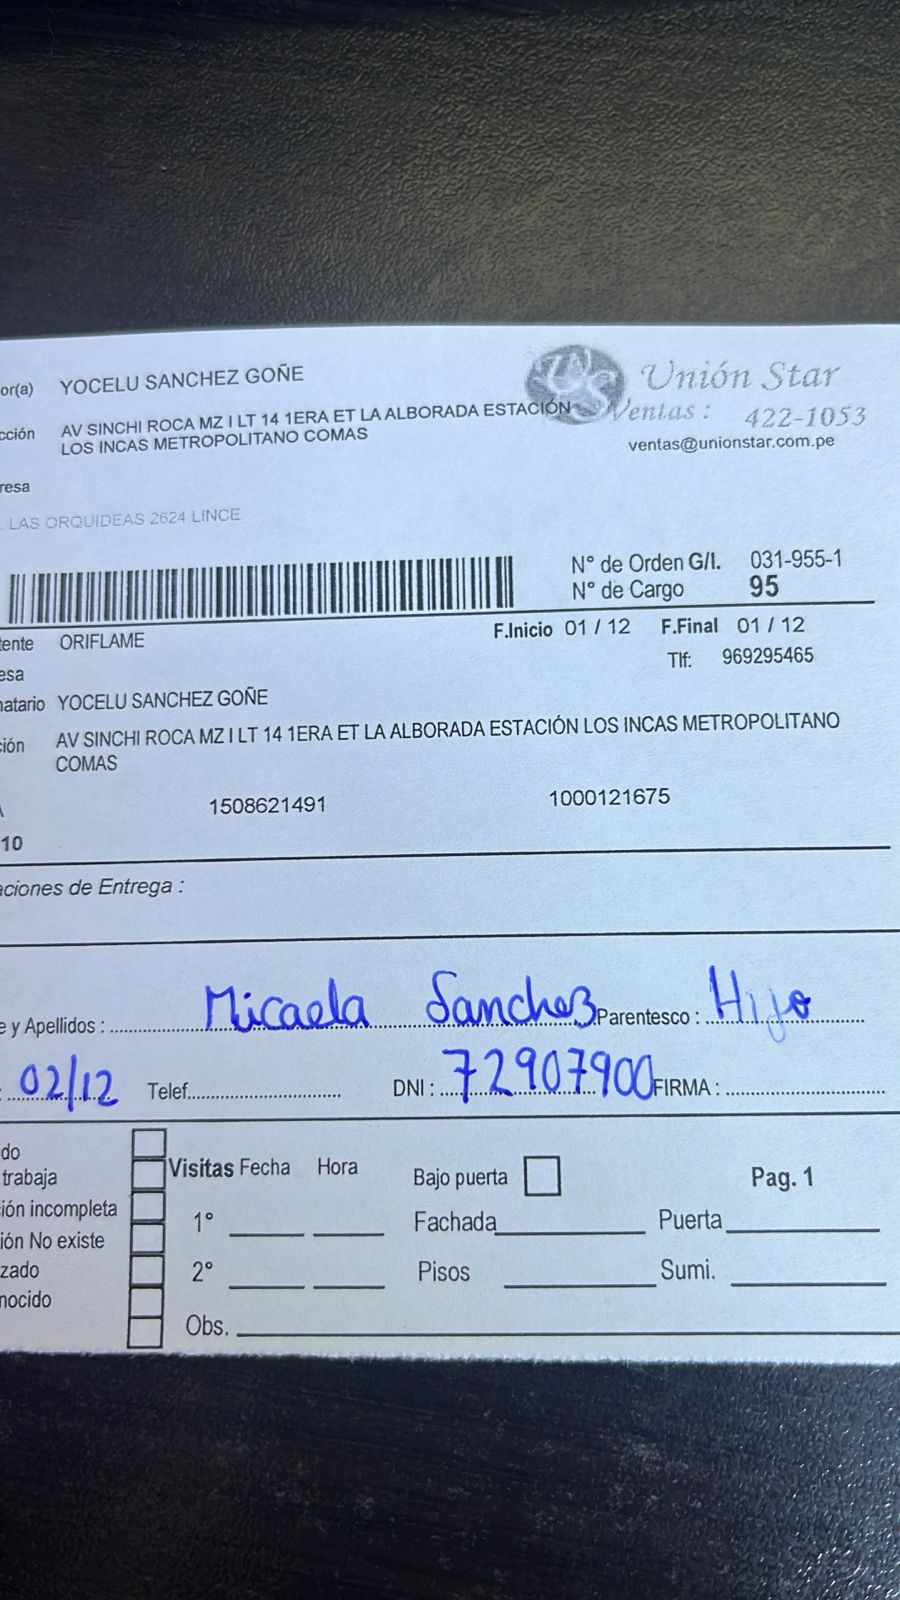 or(a) YOCELU SANCHEZ GOÑE
Unión Star
cción AV SINCHI ROCA MZ I LT 14 1ERA ET LA ALBORADA ESTACIÓN
LOS INCAS METROPOLITANO COMAS
Ventas : 422-1053
ventas@unionstar.com.pe
resa
. LAS ORQUIDEAS 2624 LINCE
N° de Orden G/I. 031-955-1
N° de Cargo 95
tente ORIFLAME
F.Inicio 01 / 12 F.Final 01 / 12
esa
Tlf: 969295465
natario YOCELU SANCHEZ GOÑE
ción AV SINCHI ROCA MZ I LT 14 1ERA ET LA ALBORADA ESTACIÓN LOS INCAS METROPOLITANO
COMAS
1508621491 1000121675
10
aciones de Entrega :
e y Apellidos : Micaela Sanchez Parentesco : Hijo
: 02/12 Telef. DNI : 72907900 FIRMA :
do
trabaja
Visitas Fecha Hora Bajo puerta Pag. 1
ión incompleta
1° Fachada Puerta
ión No existe
zado
2° Pisos Sumi.
nocido
Obs.